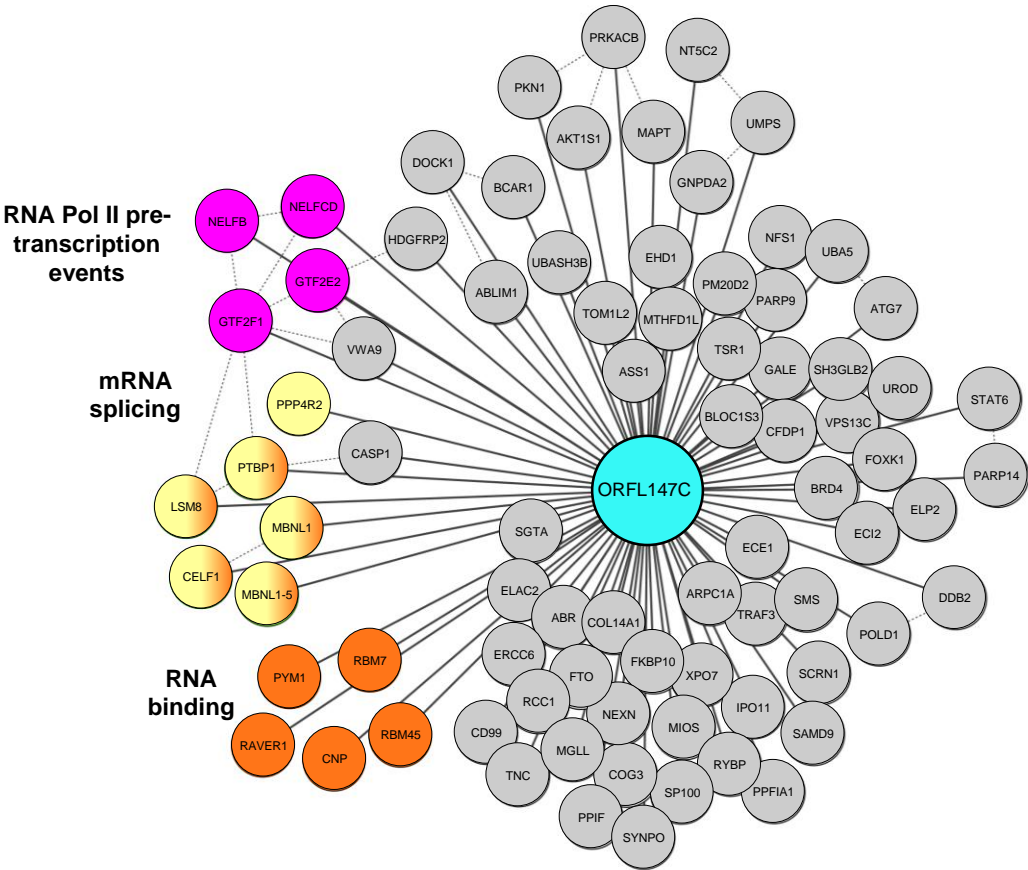 PRKACB
NT5C2
PKN1
AKT1S1
MAPT
UMPS
DOCK1
BCAR1
GNPDA2
RNA Pol II pre-
transcription
events
NELFB
NELFCD
HDGFRP2
GTF2E2
ABLIM1
UBASH3B
EHD1
NFS1
UBA5
PM20D2
PARP9
ATG7
GTF2F1
VWA9
TOM1L2
MTHFD1L
TSR1
ASS1
GALE
SH3GLB2
UROD
STAT6
mRNA
splicing
PPP4R2
BLOC1S3
CFDP1
VPS13C
PTBP1
CASP1
FOXK1
PARP14
ORFL147C
BRD4
LSM8
ELP2
MBNL1
SGTA
ECI2
ECE1
CELF1
MBNL1-5
ELAC2
ABR
COL14A1
ARPC1A
TRAF3
SMS
DDB2
POLD1
RNA
binding
PYM1
RBM7
ERCC6
FTO
FKBP10
XPO7
SCRN1
RCC1
NEXN
MIOS
IPO11
SAMD9
RAVER1
CNP
RBM45
CD99
MGLL
TNC
COG3
SP100
RYBP
PPFIA1
PPIF
SYNPO